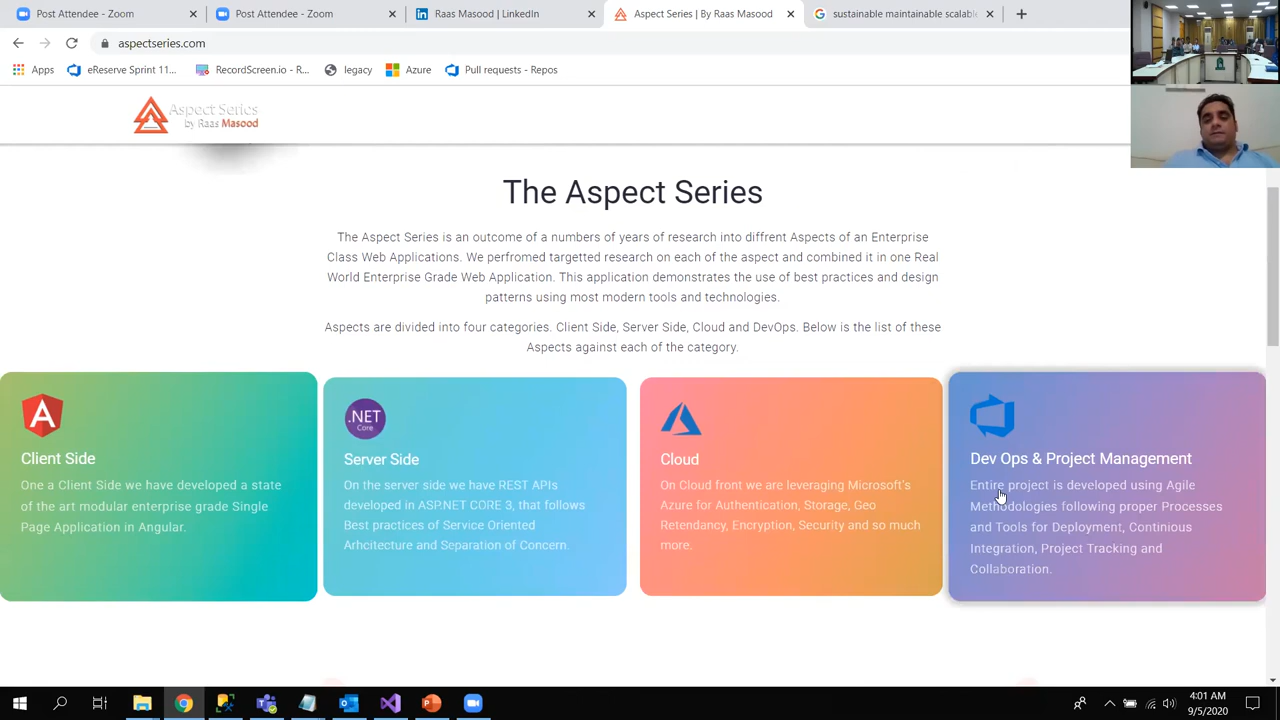 Post Attendee - Zoom
Post Attendee - Zoom
Raas Masood | LinkedIn
Aspect Series | By Raas Masood
sustainable maintainable scalabl
aspectseries.com
Apps
eReserve Sprint 11...
RecordScreen.io - R...
legacy
Azure
Pull requests - Repos
Aspect Series
by Raas Masood
The Aspect Series
The Aspect Series is an outcome of a numbers of years of research into diffrent Aspects of an Enterprise
Class Web Applications. We perfromed targetted research on each of the aspect and combined it in one Real
World Enterprise Grade Web Application. This application demonstrates the use of best practices and design
patterns using most modern tools and technologies.
Aspects are divided into four categories. Client Side, Server Side, Cloud and DevOps. Below is the list of these
Aspects against each of the category.
Client Side
One a Client Side we have developed a state
of the art modular enterprise grade Single
Page Application in Angular.
.NET
Core
Server Side
On the server side we have REST APIs
developed in ASP.NET CORE 3, that follows
Best practices of Service Oriented
Arhcitecture and Separation of Concern.
Cloud
On Cloud front we are leveraging Microsoft's
Azure for Authentication, Storage, Geo
Retendancy, Encryption, Security and so much
more.
Dev Ops & Project Management
Entire project is developed using Agile
Methodologies following proper Processes
and Tools for Deployment, Continious
Integration, Project Tracking and
Collaboration.
4:01 AM
9/5/2020